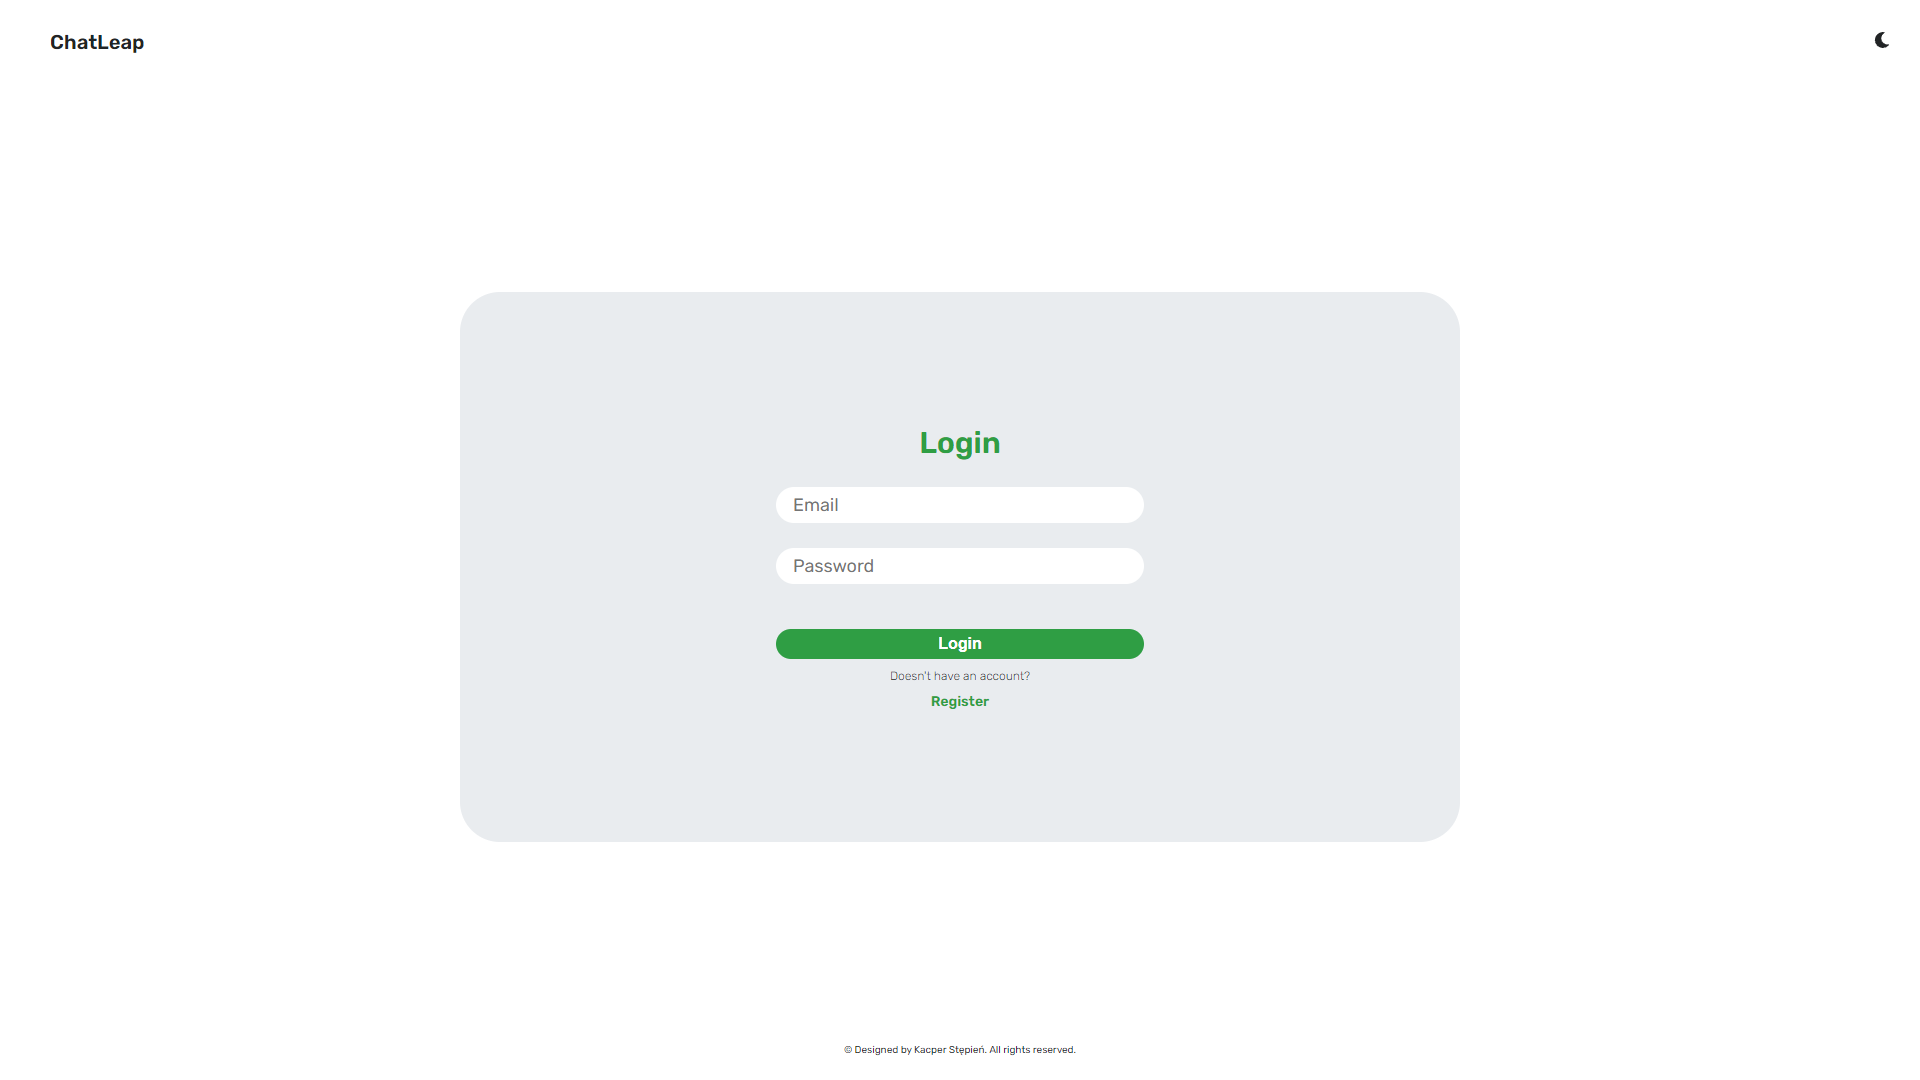 ChatLeap
Login
Email
Password
Login
Doesn't have an account?
Register
© Designed by Kacper Stępień. All rights reserved.